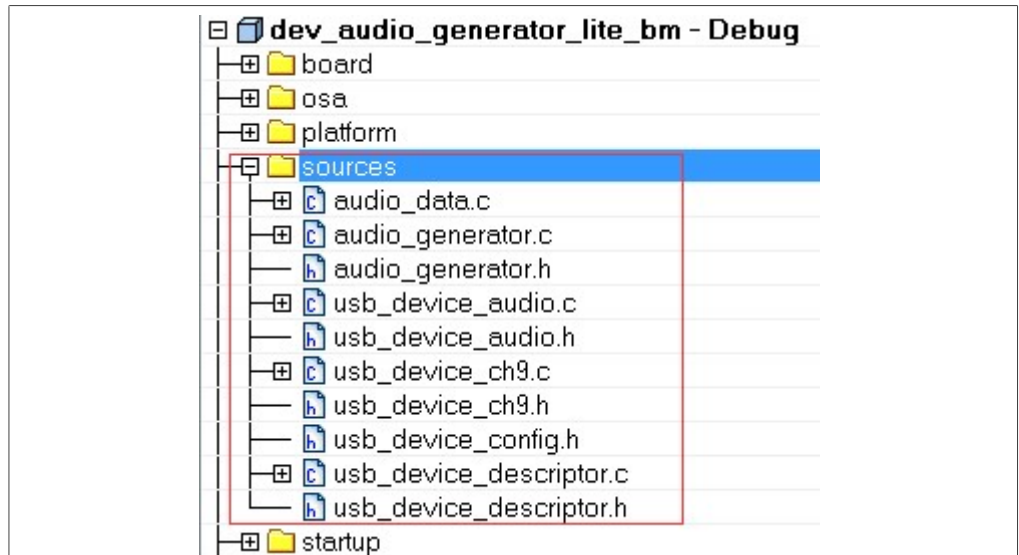 dev_audio_generator_lite_bm - Debug
board
osa
platform
sources
audio_data.c
audio_generator.c
audio_generator.h
usb_device_audio.c
usb_device_audio.h
usb_device_ch9.c
usb_device_ch9.h
usb_device_config.h
usb_device_descriptor.c
usb_device_descriptor.h
startup